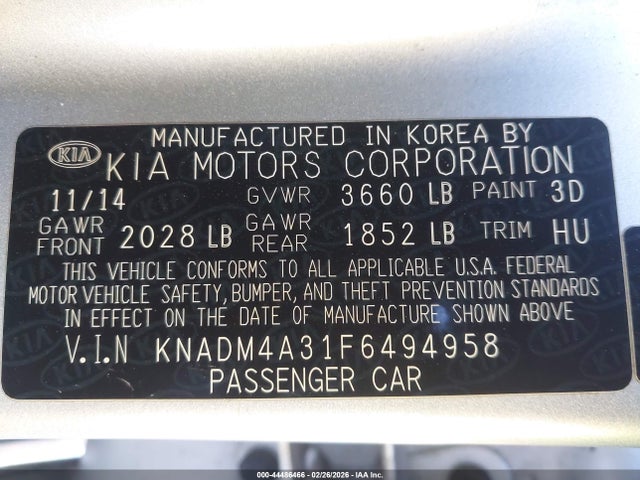 MANUFACTURED IN KOREA BY
KIA KIA MOTORS CORPORATION
11/14 GVWR 3660 LB PAINT 3D
GAWR FRONT 2028 LB GAWR REAR 1852 LB TRIM HU
THIS VEHICLE CONFORMS TO ALL APPLICABLE U.S.A. FEDERAL
MOTOR VEHICLE SAFETY, BUMPER, AND THEFT PREVENTION STANDARDS
IN EFFECT ON THE DATE OF MANUFACTURE SHOWN ABOVE
V.I.N KNADM4A31F6494958
PASSENGER CAR
000-44486466 - 02/26/2026 - IAA Inc.